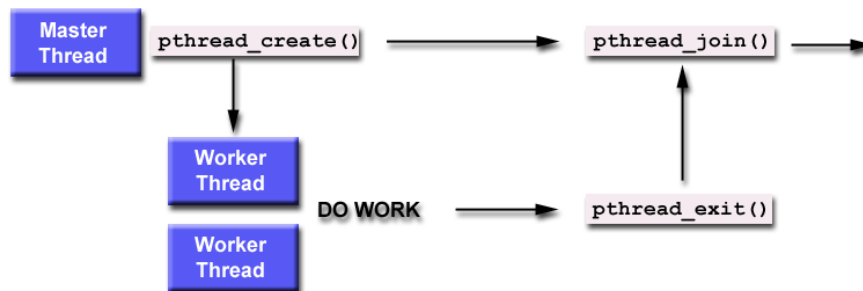 Master
Thread
pthread_create()
pthread_join()
Worker
Thread
DO WORK
pthread_exit()
Worker
Thread